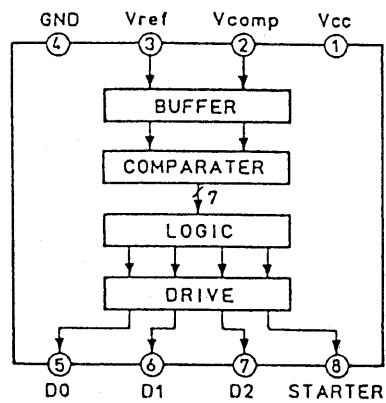 GND Vref Vcomp Vcc
4 3 2 1
BUFFER
COMPARATER
7
LOGIC
DRIVE
5 6 7 8
D0 D1 D2 STARTER